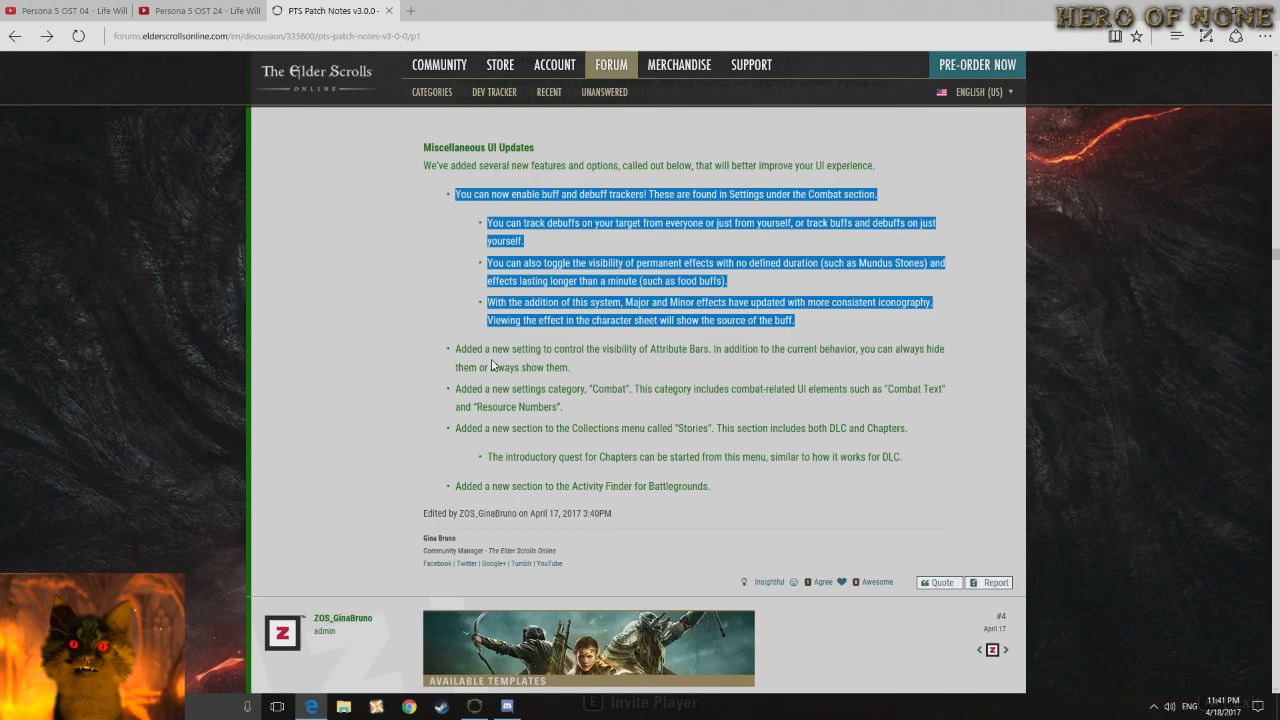 Persona 5 OST 04 - Life Will
Persona 5 OST 24 - Life Will
PTS Patch Notes v3.0.0 -
HERO OF NONE
forums.elderscrollsonline.com/en/discussion/335600/pts-patch-notes-v3-0-0/p1
The Elder Scrolls
ONLINE
COMMUNITY STORE ACCOUNT FORUM MERCHANDISE SUPPORT
PRE-ORDER NOW
CATEGORIES DEV TRACKER RECENT UNANSWERED
ENGLISH (US)
Miscellaneous UI Updates
We've added several new features and options, called out below, that will better improve your UI experience.
• You can now enable buff and debuff trackers! These are found in Settings under the Combat section.
• You can track debuffs on your target from everyone or just from yourself, or track buffs and debuffs on just
yourself.
• You can also toggle the visibility of permanent effects with no defined duration (such as Mundus Stones) and
effects lasting longer than a minute (such as food buffs).
• With the addition of this system, Major and Minor effects have updated with more consistent iconography.
Viewing the effect in the character sheet will show the source of the buff.
• Added a new setting to control the visibility of Attribute Bars. In addition to the current behavior, you can always hide
them or always show them.
• Added a new settings category, "Combat". This category includes combat-related UI elements such as "Combat Text"
and "Resource Numbers".
• Added a new section to the Collections menu called "Stories". This section includes both DLC and Chapters.
• The introductory quest for Chapters can be started from this menu, similar to how it works for DLC.
• Added a new section to the Activity Finder for Battlegrounds.
Edited by ZOS_GinaBruno on April 17, 2017 3:40PM
Gina Bruno
Community Manager - The Elder Scrolls Online
Facebook | Twitter | Google+ | Tumblr | YouTube
Insightful Agree Awesome
Quote Report
ZOS_GinaBruno
admin
#4
April 17
AVAILABLE TEMPLATES
E Invite Player
ENG
11:41 PM
4/18/2017